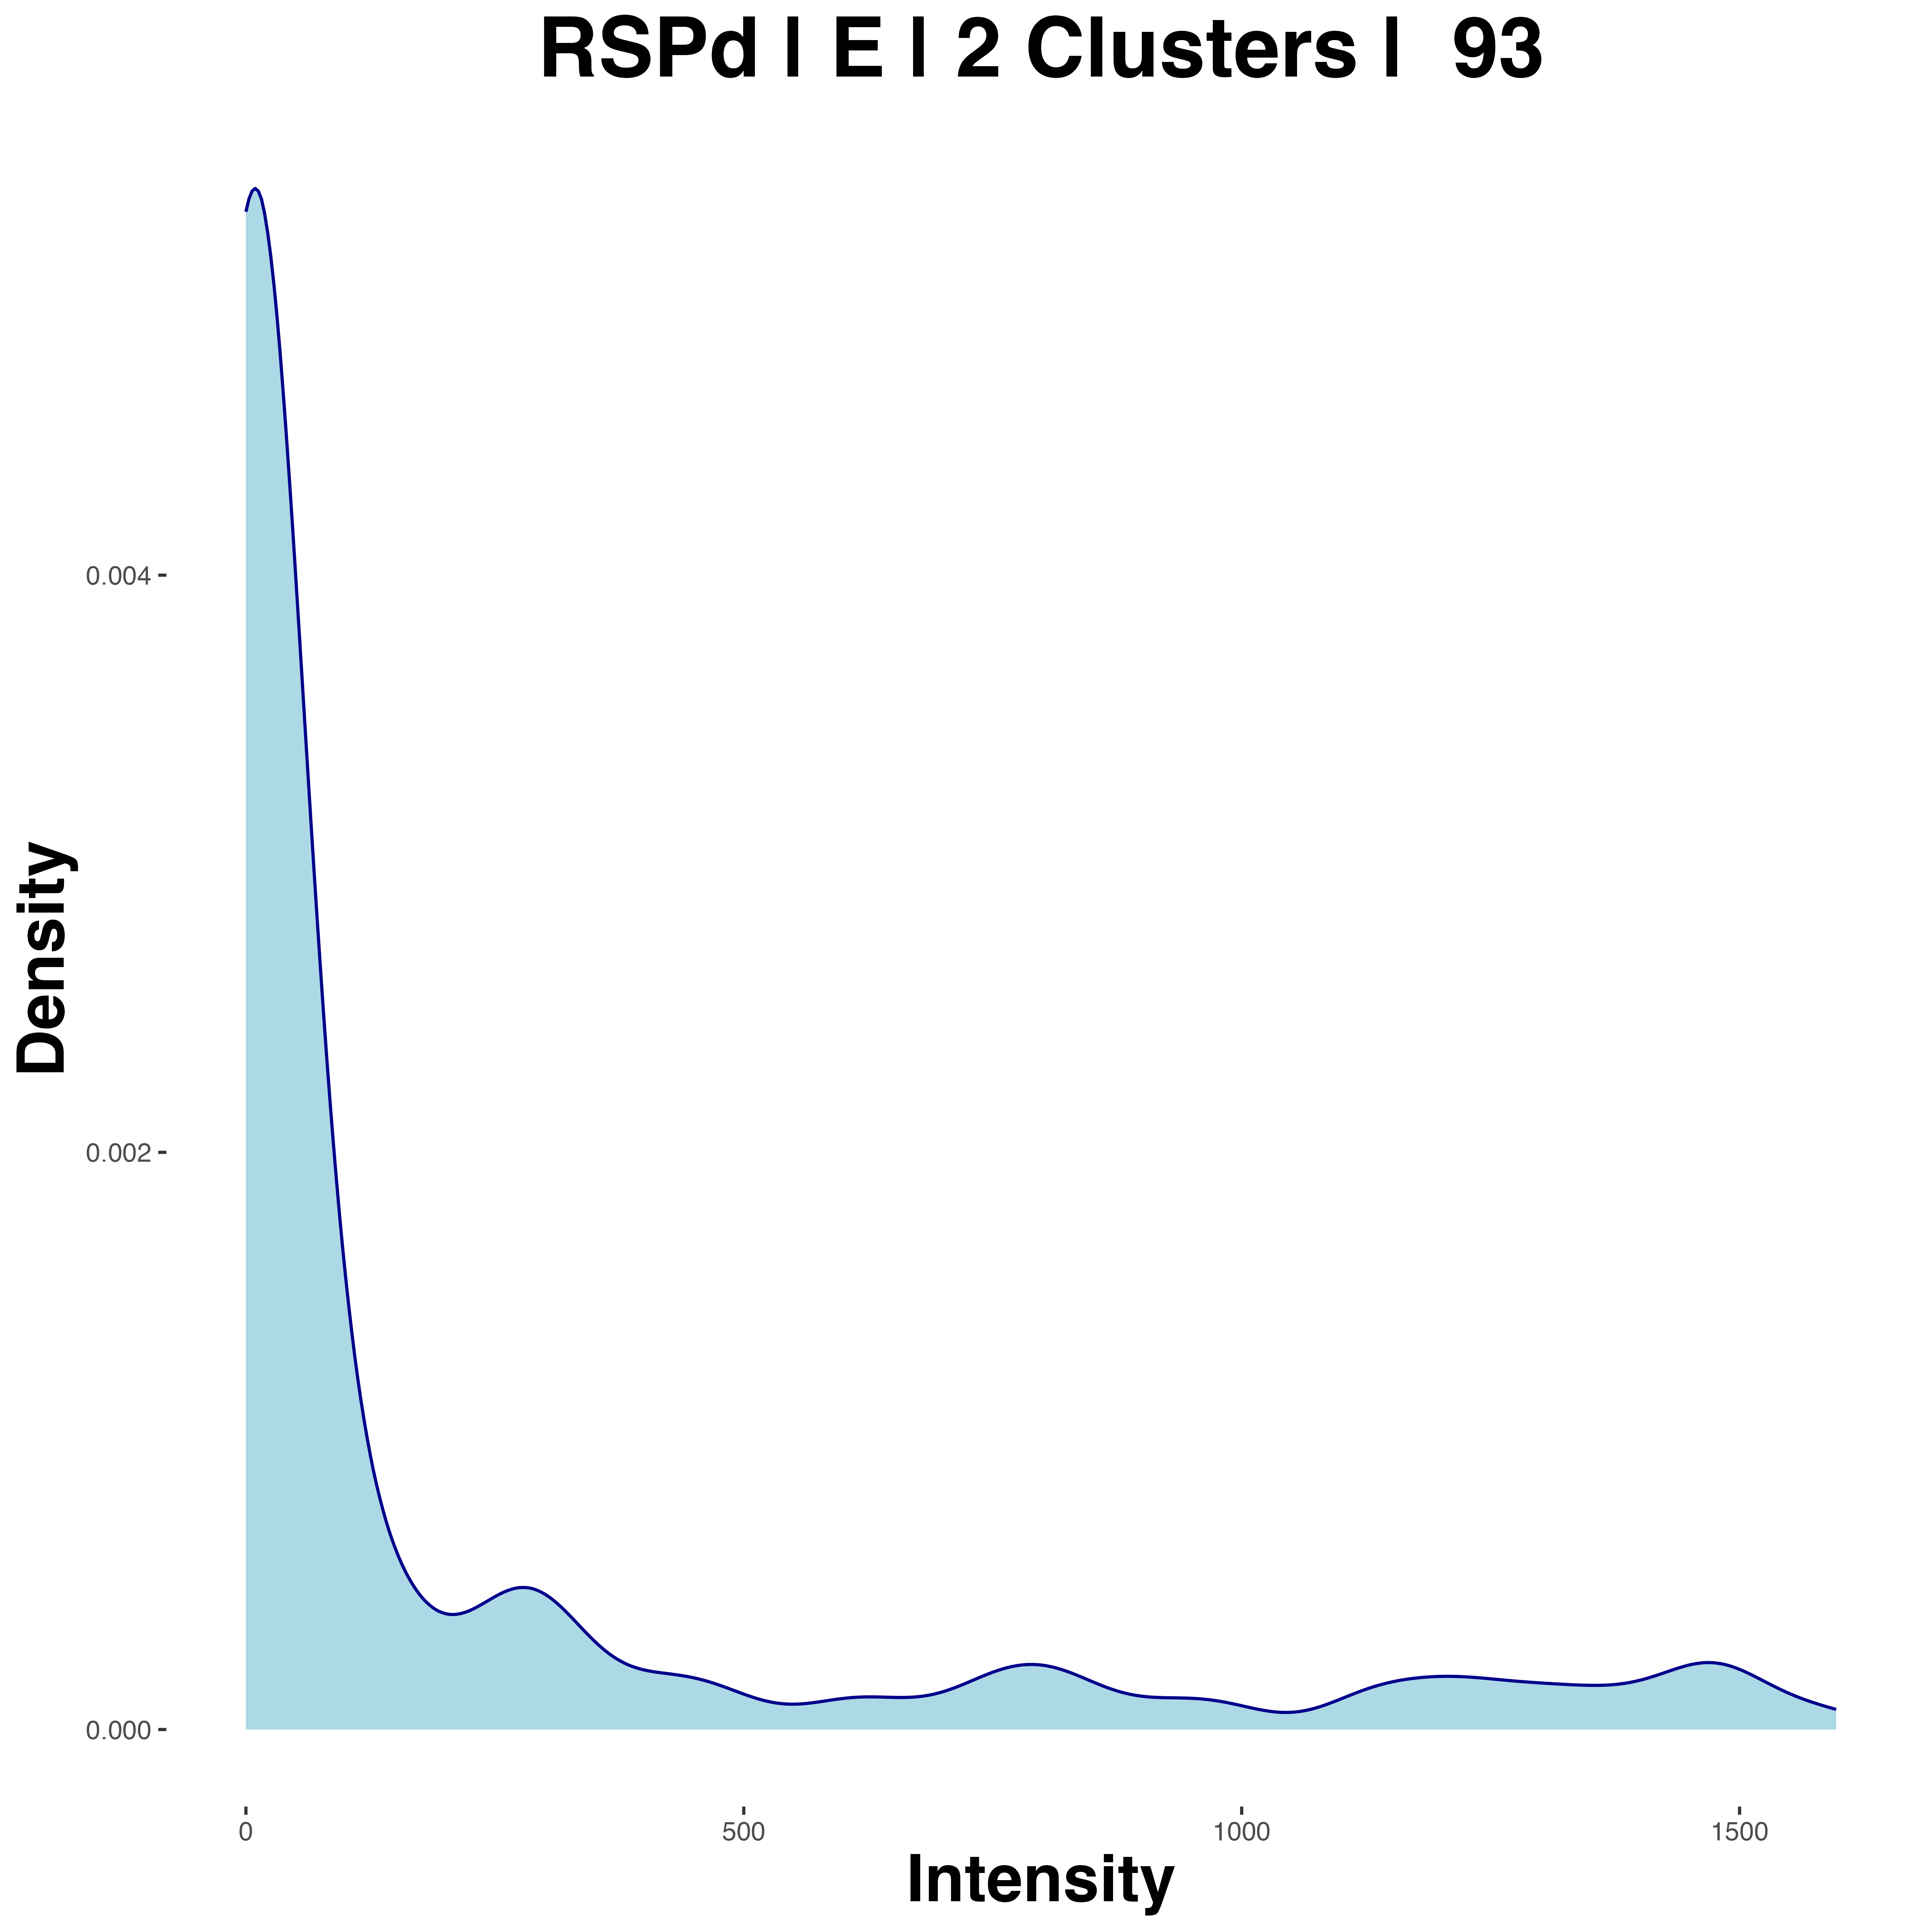 RSPd | E | 2 Clusters | 93
0.004
0.002
0.000
Density
0 500 1000 1500
Intensity